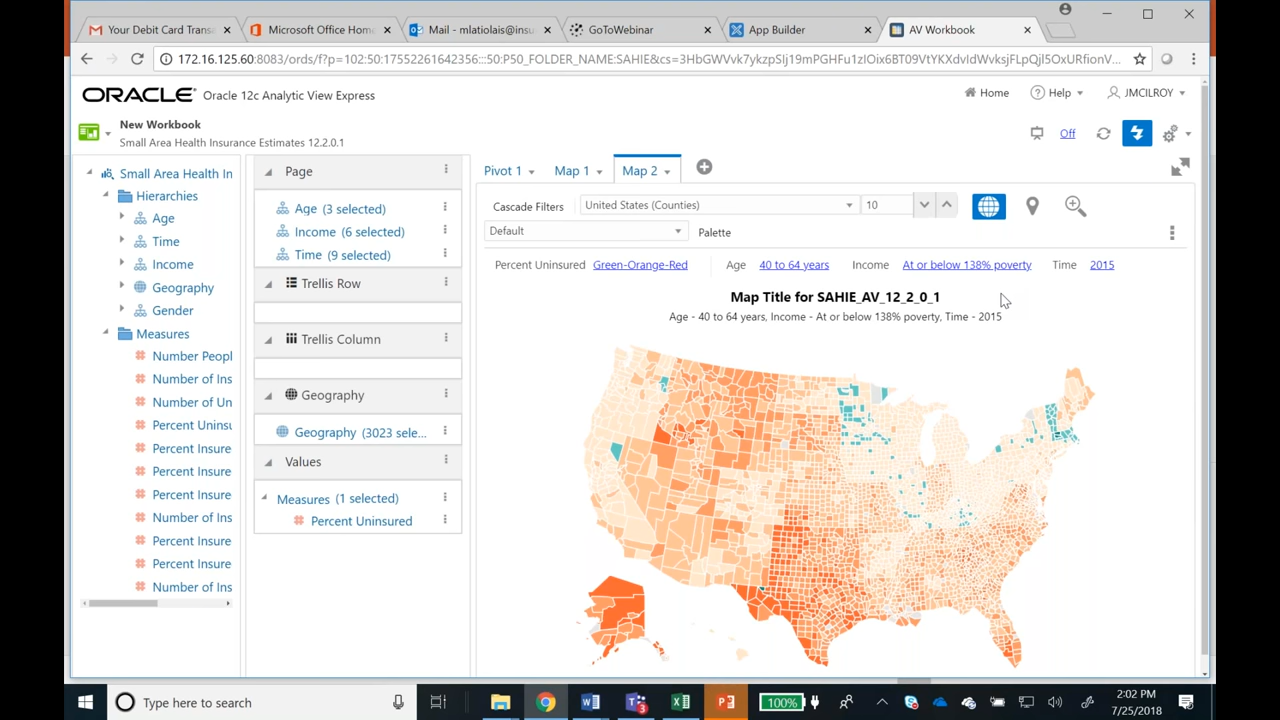 Your Debit Card Transa
Microsoft Office Home
Mail - mlatiolais@insu
GoToWebinar
App Builder
AV Workbook
172.16.125.60:8083/ords/f?p=102:50:17552261642356:::50:P50_FOLDER_NAME:SAHIE&cs=
ORACLE Oracle 12c Analytic View Express
Home
Help
JMCILROY
New Workbook
Small Area Health Insurance Estimates 12.2.0.1
Off
Small Area Health In
Hierarchies
Age
Time
Income
Geography
Gender
Measures
Number Peopl
Number of Ins
Number of Un
Percent Uninsu
Percent Insure
Percent Insure
Percent Insure
Number of Ins
Percent Insure
Percent Insure
Number of Ins
Page
Age (3 selected)
Income (6 selected)
Time (9 selected)
Trellis Row
Trellis Column
Geography
Geography (3023 sele...
Values
Measures (1 selected)
Percent Uninsured
Pivot 1
Map 1
Map 2
Cascade Filters United States (Counties) 10
Default Palette
Percent Uninsured Green-Orange-Red Age 40 to 64 years Income At or below 138% poverty Time 2015
Map Title for SAHIE_AV_12_2_0_1
Age - 40 to 64 years, Income - At or below 138% poverty, Time - 2015
Type here to search
100%
2:02 PM
7/25/2018